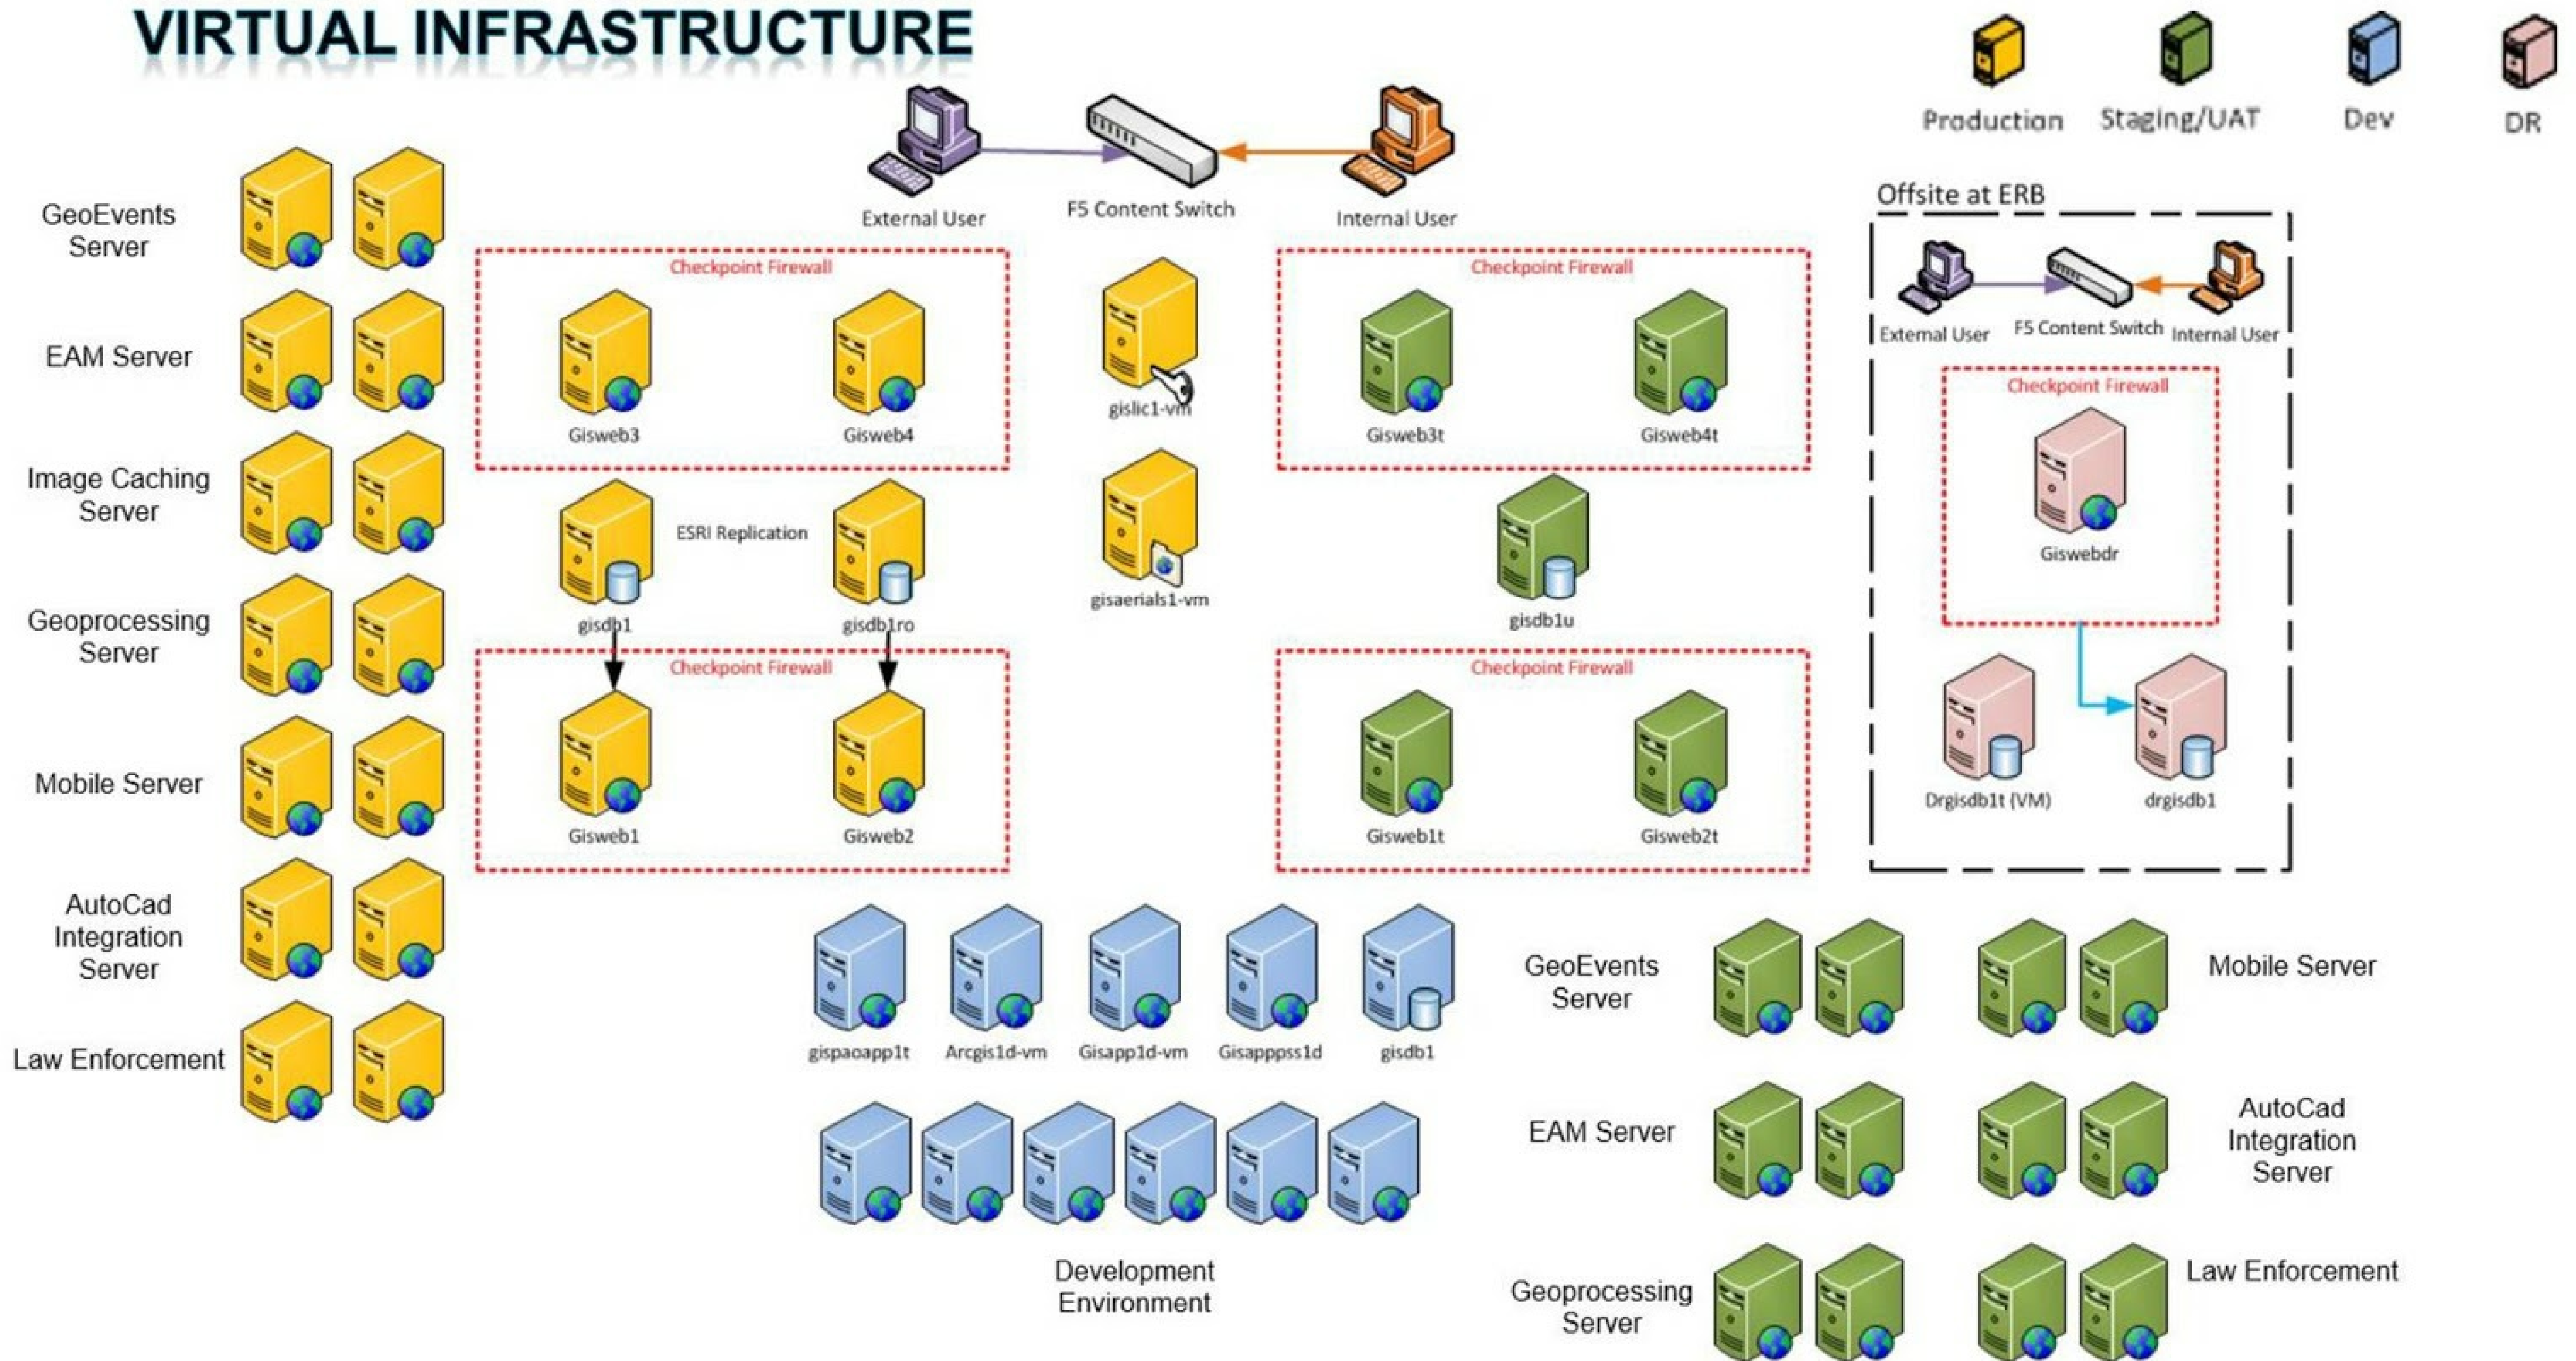 VIRTUAL INFRASTRUCTURE
Production
Staging/UAT
Dev
DR
External User
F5 Content Switch
Internal User
Offsite at ERB
External User
F5 Content Switch
Internal User
Checkpoint Firewall
Giswebdr
Drgisdb1t (VM)
drgisdb1
GeoEvents
Server
EAM Server
Image Caching
Server
Geoprocessing
Server
Mobile Server
AutoCad
Integration
Server
Law Enforcement
Checkpoint Firewall
Gisweb3
Gisweb4
gisdb1
ESRI Replication
gisdb1ro
Checkpoint Firewall
Gisweb1
Gisweb2
gislic1-vm
gisaerials1-vm
Checkpoint Firewall
Gisweb3t
Gisweb4t
gisdb1u
Checkpoint Firewall
Gisweb1t
Gisweb2t
gispaoapp1t
Arcgis1d-vm
Gisapp1d-vm
Gisapppss1d
gisdb1
Development
Environment
GeoEvents
Server
Mobile Server
EAM Server
AutoCad
Integration
Server
Geoprocessing
Server
Law Enforcement